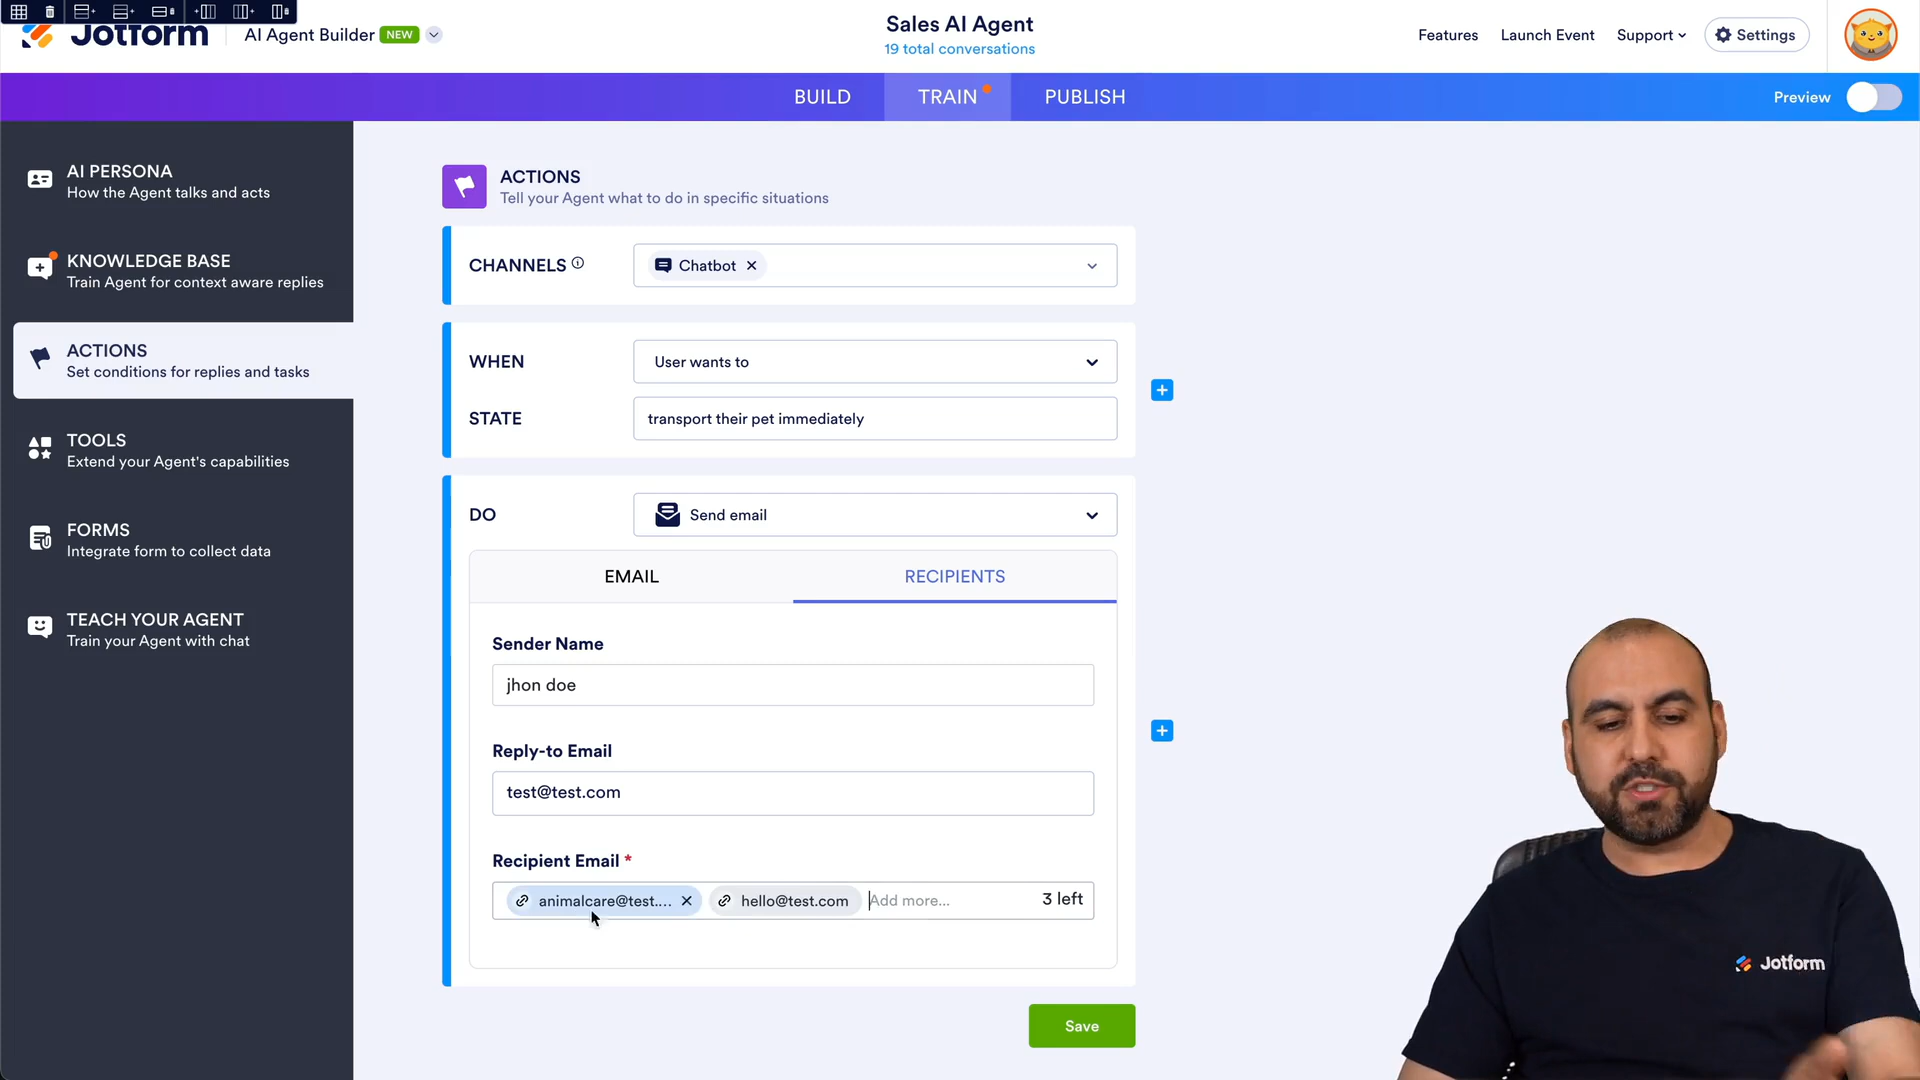 Jotform
AI Agent Builder NEW
Sales AI Agent
19 total conversations
Features
Launch Event
Support
Settings
BUILD
TRAIN
PUBLISH
Preview
AI PERSONA
How the Agent talks and acts
KNOWLEDGE BASE
Train Agent for context aware replies
ACTIONS
Set conditions for replies and tasks
TOOLS
Extend your Agent's capabilities
FORMS
Integrate form to collect data
TEACH YOUR AGENT
Train your Agent with chat
ACTIONS
Tell your Agent what to do in specific situations
CHANNELS
Chatbot
WHEN
User wants to
STATE
transport their pet immediately
DO
Send email
EMAIL
RECIPIENTS
Sender Name
jhon doe
Reply-to Email
test@test.com
Recipient Email *
animalcare@test....
hello@test.com
Add more...
3 left
Save
Jotform